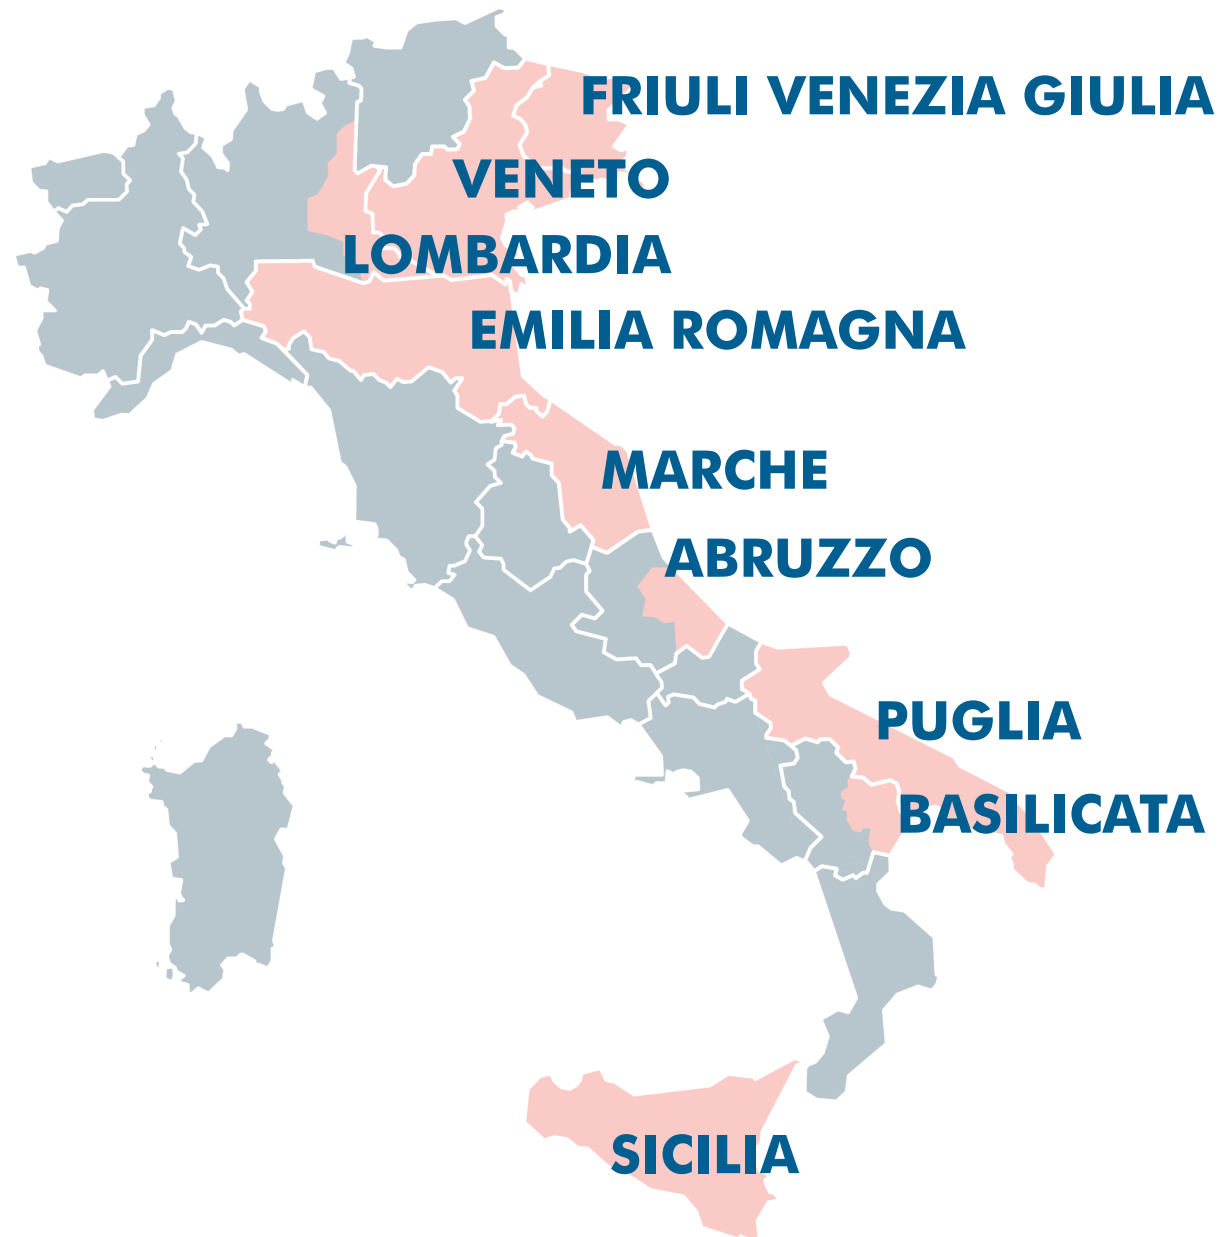 FRIULI VENEZIA GIULIA
VENETO
LOMBARDIA
EMILIA ROMAGNA
MARCHE
ABRUZZO
PUGLIA
BASILICATA
SICILIA